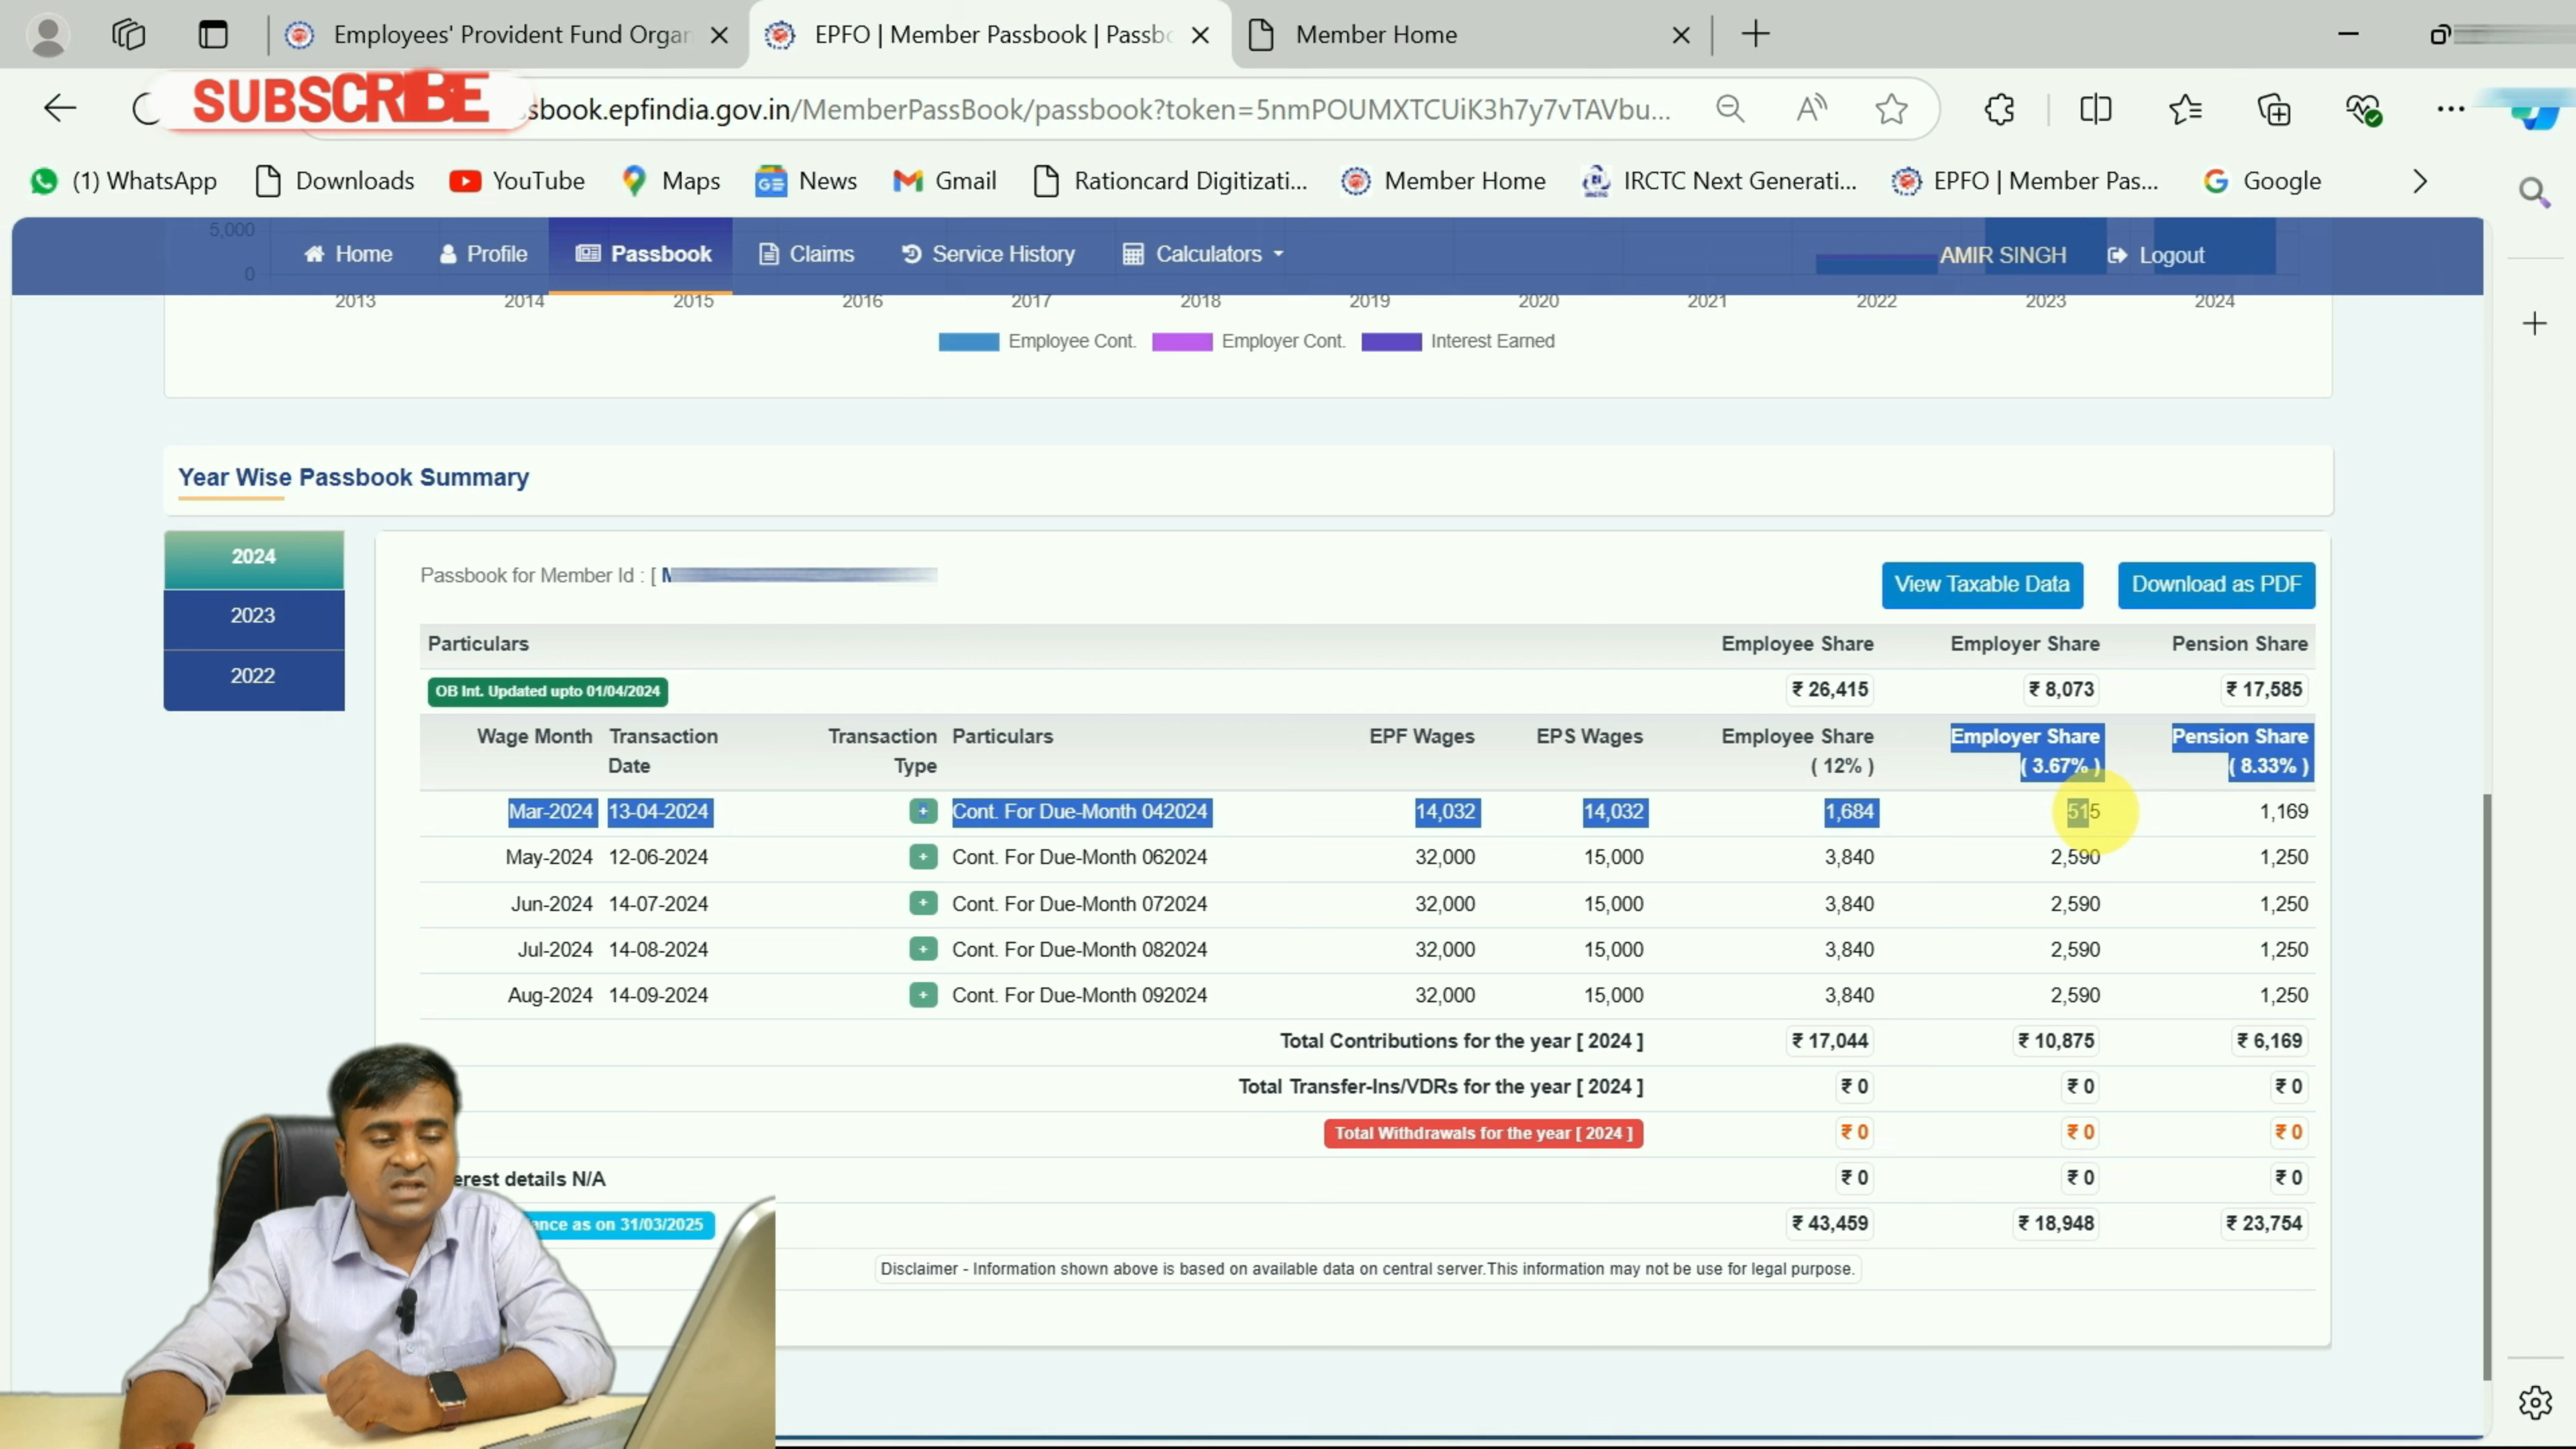 Employees' Provident Fund Organ
EPFO | Member Passbook | Passbo
Member Home
SUBSCRIBE
sbook.epfindia.gov.in/MemberPassBook/passbook?token=5nmPOUMXTCUiK3h7y7vTAVbu...
(1) WhatsApp Downloads YouTube Maps News Gmail Rationcard Digitizati... Member Home IRCTC Next Generati... EPFO | Member Pas... Google
5,000
Home Profile Passbook Claims Service History Calculators AMIR SINGH Logout
0
2013 2014 2015 2016 2017 2018 2019 2020 2021 2022 2023 2024
Employee Cont. Employer Cont. Interest Earned
Year Wise Passbook Summary
2024
2023
2022
Passbook for Member Id : [ M
View Taxable Data Download as PDF
Particulars Employee Share Employer Share Pension Share
OB Int. Updated upto 01/04/2024 ₹ 26,415 ₹ 8,073 ₹ 17,585
Wage Month Transaction Transaction Particulars EPF Wages EPS Wages Employee Share Employer Share Pension Share
Date Type ( 12% ) ( 3.67% ) ( 8.33% )
Mar-2024 13-04-2024 + Cont. For Due-Month 042024 14,032 14,032 1,684 515 1,169
May-2024 12-06-2024 + Cont. For Due-Month 062024 32,000 15,000 3,840 2,590 1,250
Jun-2024 14-07-2024 + Cont. For Due-Month 072024 32,000 15,000 3,840 2,590 1,250
Jul-2024 14-08-2024 + Cont. For Due-Month 082024 32,000 15,000 3,840 2,590 1,250
Aug-2024 14-09-2024 + Cont. For Due-Month 092024 32,000 15,000 3,840 2,590 1,250
Total Contributions for the year [ 2024 ] ₹ 17,044 ₹ 10,875 ₹ 6,169
Total Transfer-Ins/VDRs for the year [ 2024 ] ₹ 0 ₹ 0 ₹ 0
Total Withdrawals for the year [ 2024 ] ₹ 0 ₹ 0 ₹ 0
erest details N/A ₹ 0 ₹ 0 ₹ 0
ance as on 31/03/2025 ₹ 43,459 ₹ 18,948 ₹ 23,754
Disclaimer - Information shown above is based on available data on central server.This information may not be use for legal purpose.